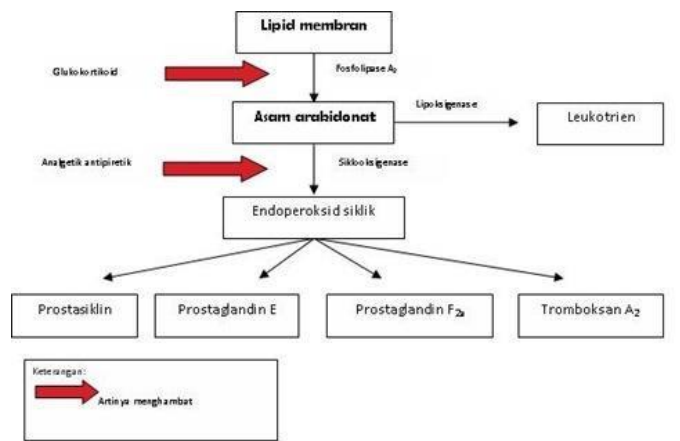 Lipid membran
Glukokortikoid
Fosfolipase A₂
Asam arakidonat
Lipoksigenase
Leukotrien
Analgetik antipiretik
Siklooksigenase
Endoperoksid siklik
Prostasiklin
Prostaglandin E
Prostaglandin F₂ₐ
Tromboksan A₂
Keterangan:
Artinya menghambat